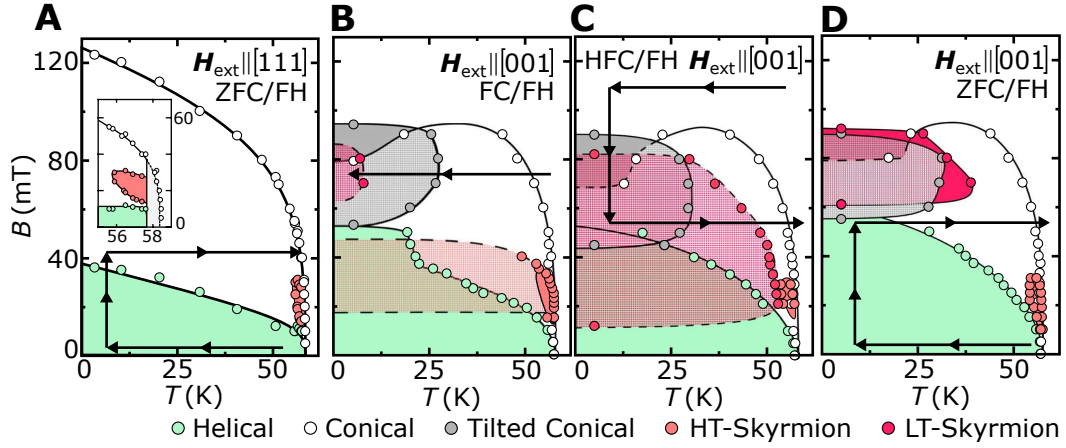 A
B
C
D
H_ext||[111]
ZFC/FH
H_ext||[001]
FC/FH
HFC/FH H_ext||[001]
H_ext||[001]
ZFC/FH
B (mT)
120
80
40
0
60
0
56 58
0 25 50
T (K)
0 25 50
T (K)
0 25 50
T (K)
0 25 50
T (K)
Helical Conical Tilted Conical HT-Skyrmion LT-Skyrmion